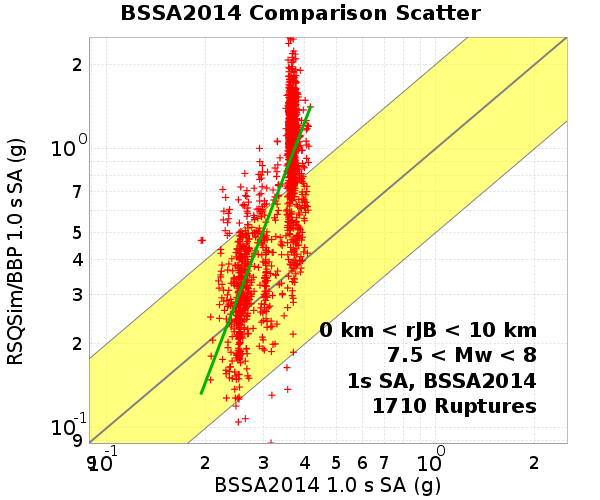 BSSA2014 Comparison Scatter
RSQSim/BBP 1.0 s SA (g)
2
10^0
7
5
4
3
2
10^-1
9
0 km < rJB < 10 km
7.5 < Mw < 8
1s SA, BSSA2014
1710 Ruptures
9 10^-1 2 3 4 5 6 7 10^0 2
BSSA2014 1.0 s SA (g)